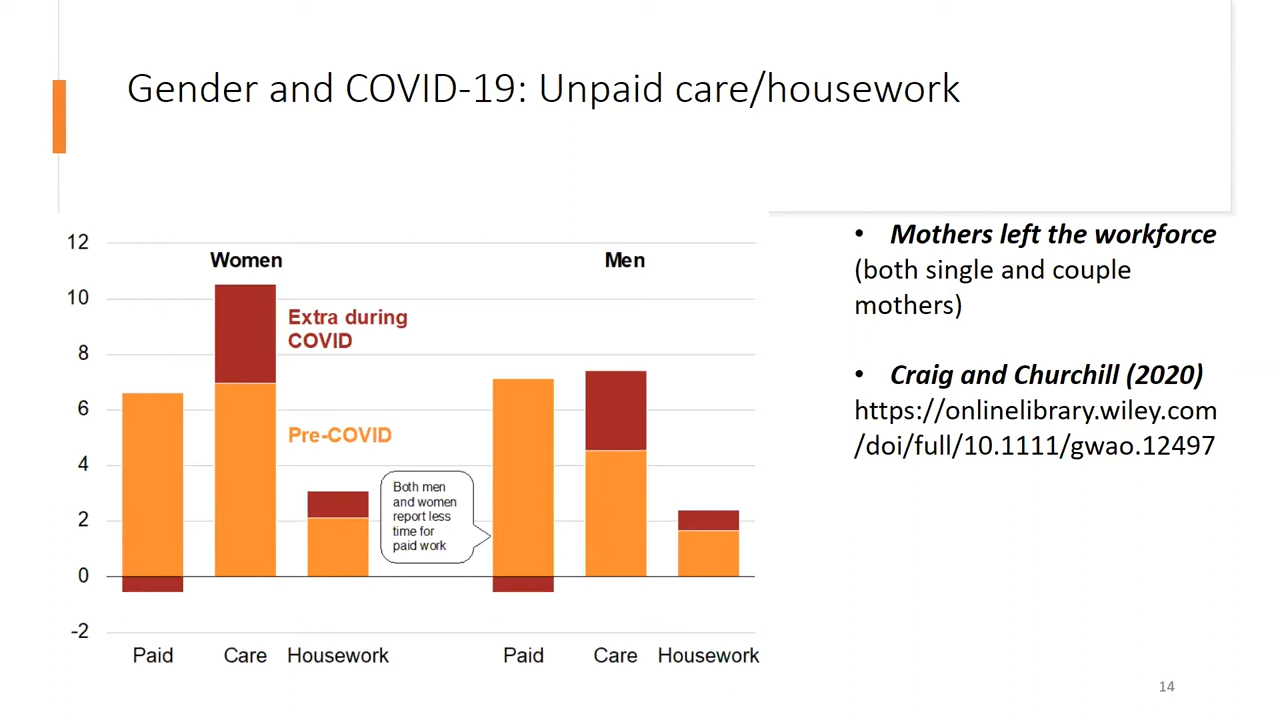 Gender and COVID-19: Unpaid care/housework
12
10
8
6
4
2
0
-2
Women
Men
Extra during
COVID
Pre-COVID
Both men
and women
report less
time for
paid work
Paid
Care
Housework
Paid
Care
Housework
• Mothers left the workforce
(both single and couple
mothers)
• Craig and Churchill (2020)
https://onlinelibrary.wiley.com
/doi/full/10.1111/gwao.12497
14